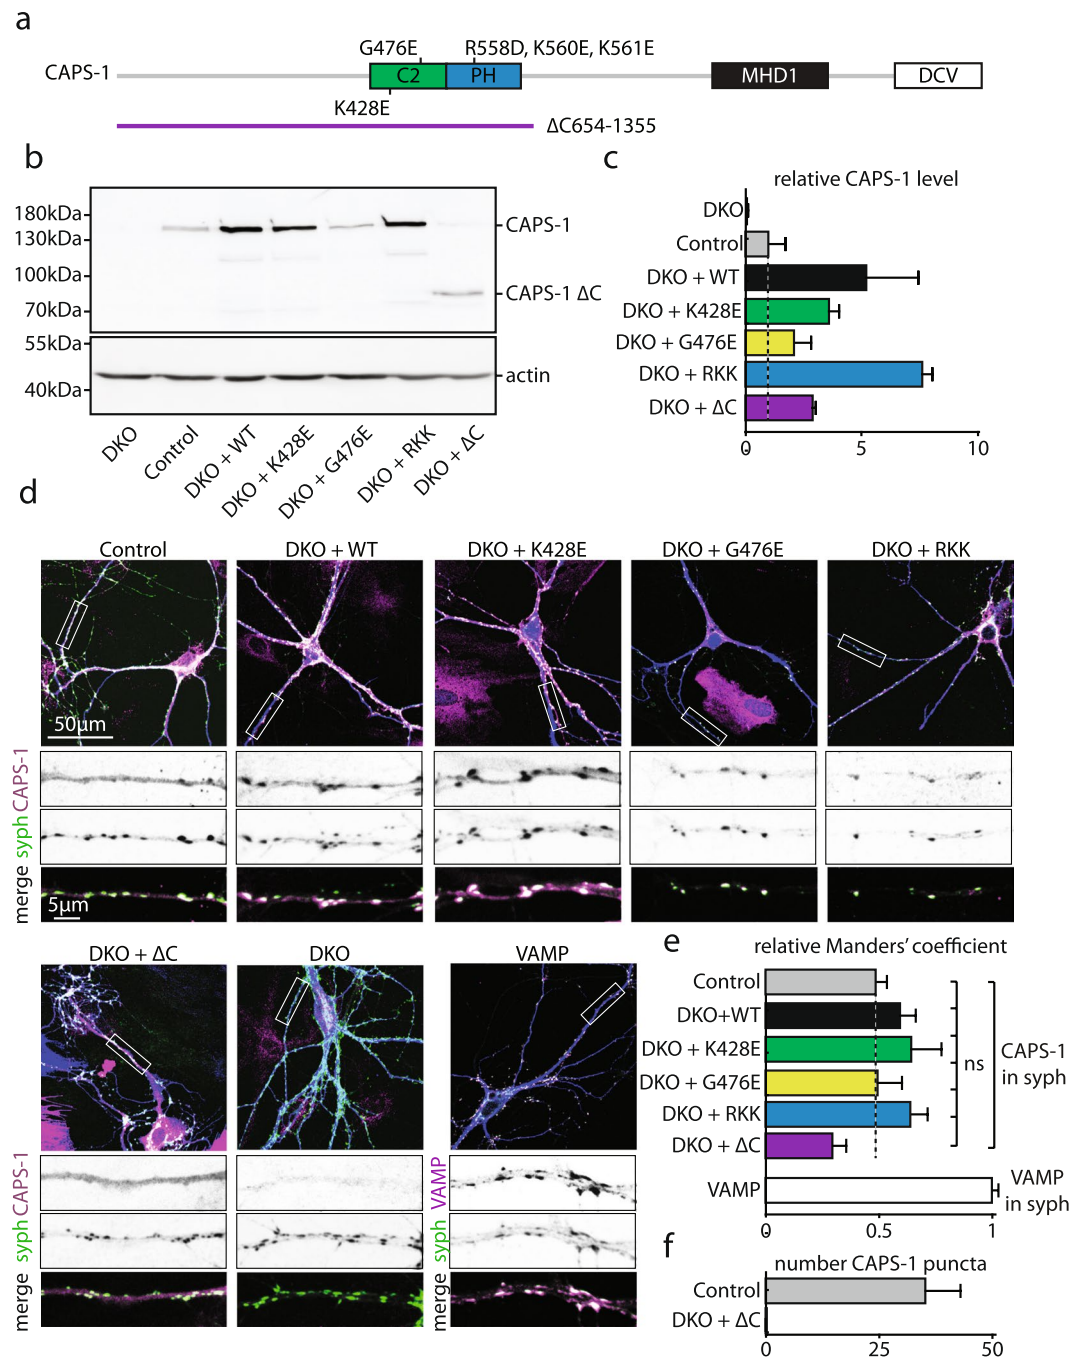 a
G476E R558D, K560E, K561E
CAPS-1 C2 PH MHD1 DCV
K428E
ΔC654-1355
b
180kDa
130kDa
100kDa
70kDa
55kDa
40kDa
CAPS-1
CAPS-1 ΔC
actin
DKO
Control
DKO + WT
DKO + K428E
DKO + G476E
DKO + RKK
DKO + ΔC
c
relative CAPS-1 level
DKO
Control
DKO + WT
DKO + K428E
DKO + G476E
DKO + RKK
DKO + ΔC
0 5 10
d
Control DKO + WT DKO + K428E DKO + G476E DKO + RKK
50µm
CAPS-1
syph
merge
5µm
DKO + ΔC DKO VAMP
CAPS-1
syph
merge
VAMP
syph
merge
e
relative Manders' coefficient
Control
DKO+WT
DKO + K428E
DKO + G476E
DKO + RKK
DKO + ΔC
VAMP
ns
CAPS-1
in syph
VAMP
in syph
0 0.5 1
f
number CAPS-1 puncta
Control
DKO + ΔC
0 25 50